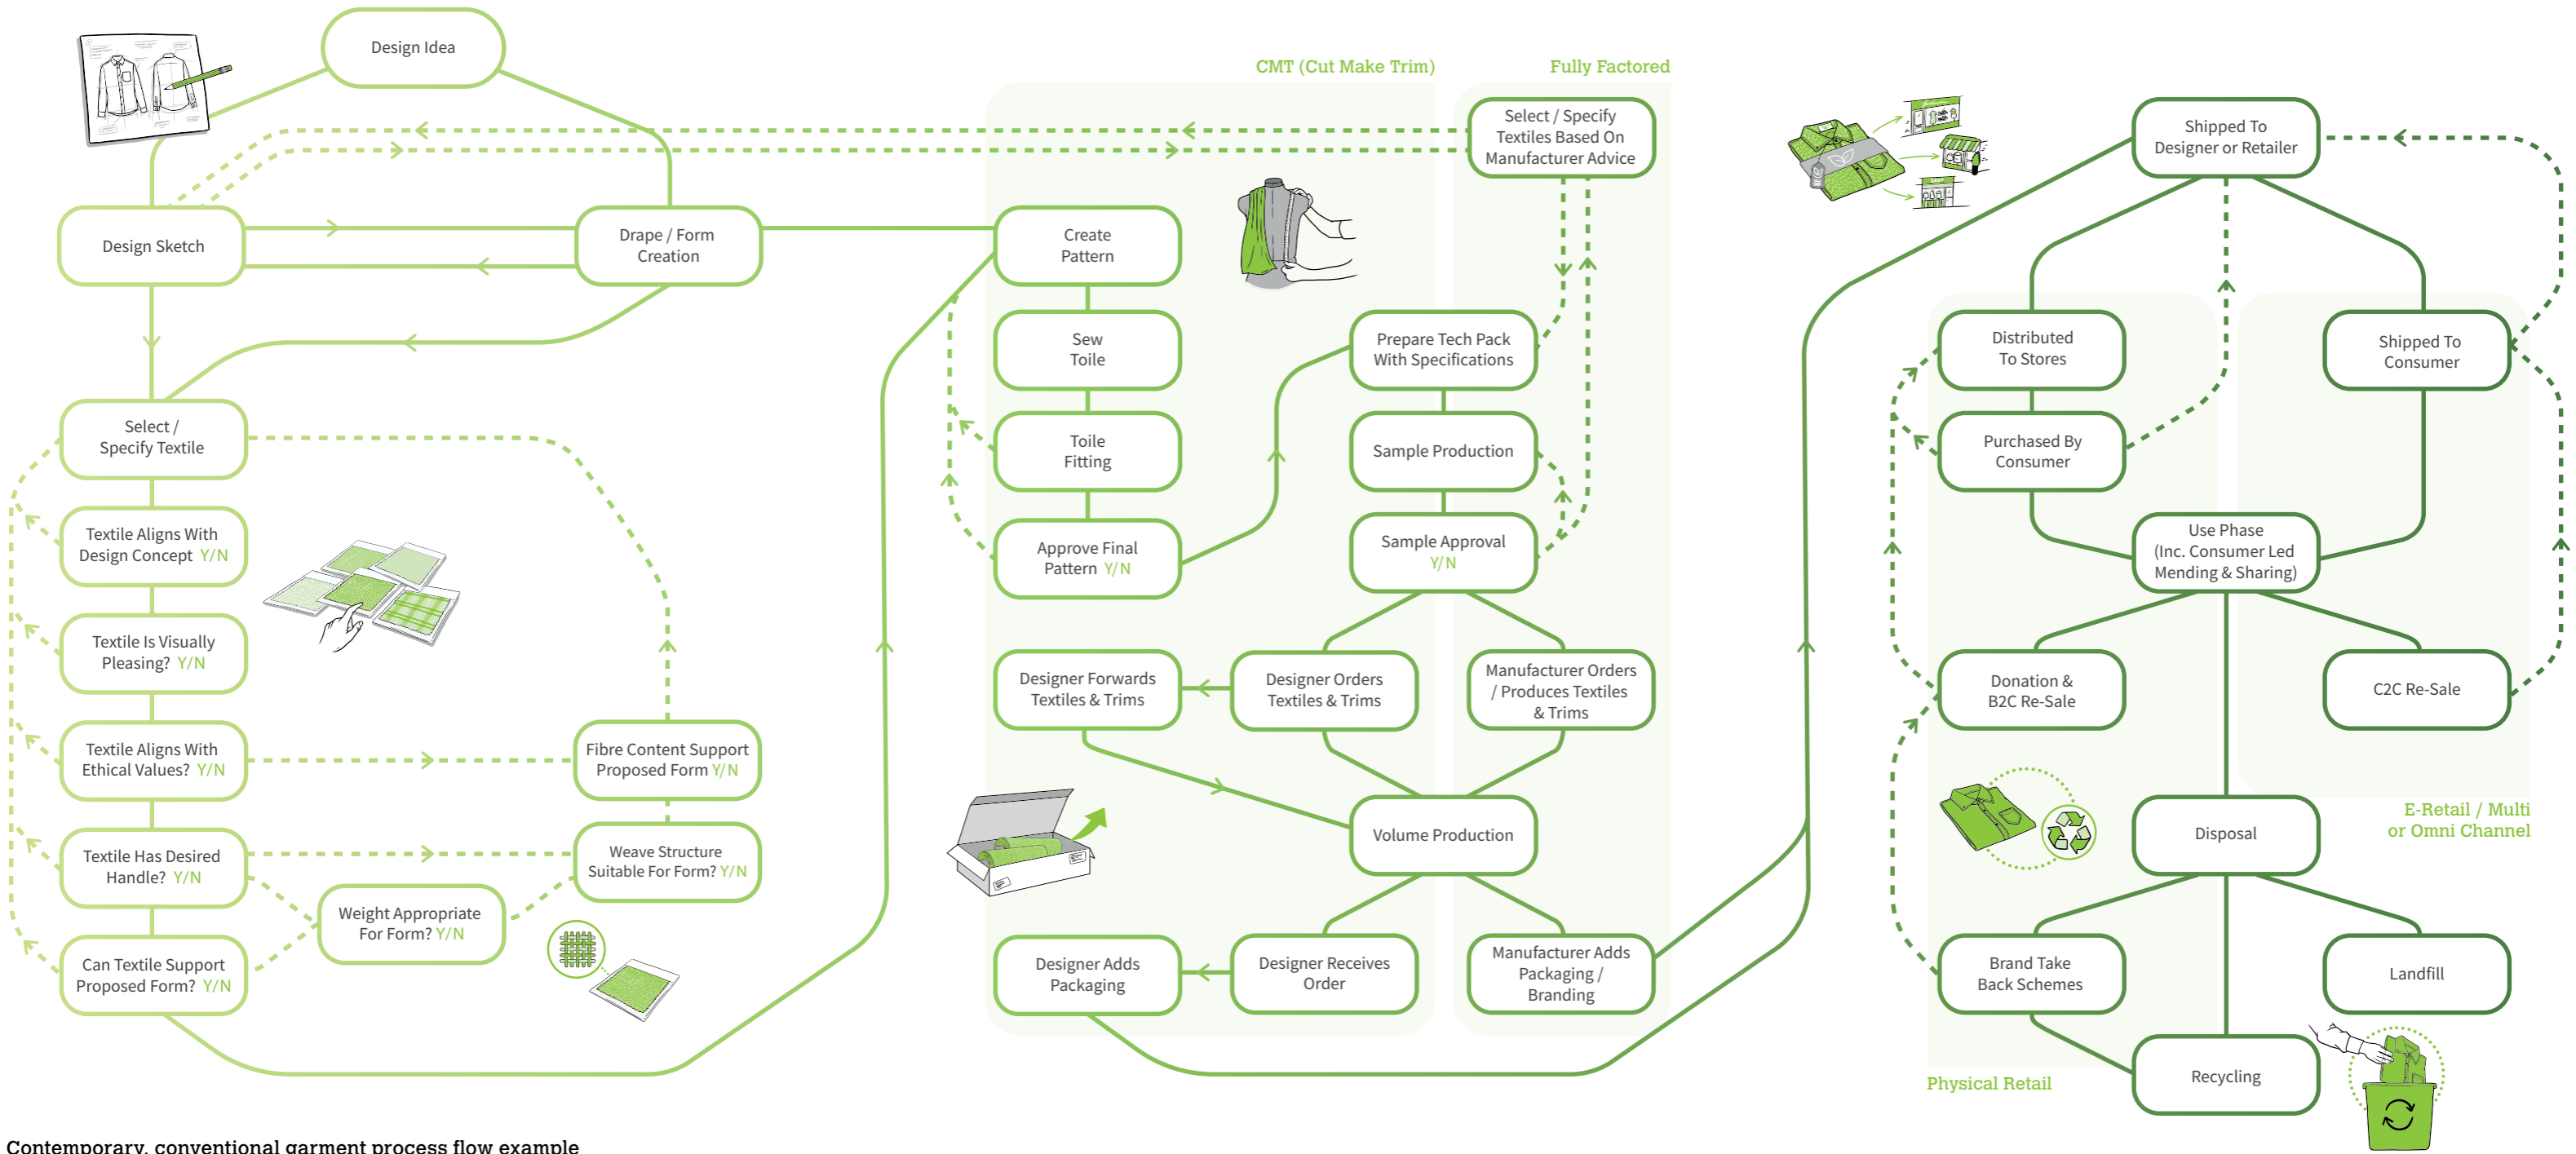 Design Idea
Design Sketch
Drape / Form
Creation
Select /
Specify Textile
Textile Aligns With
Design Concept Y/N
Textile Is Visually
Pleasing? Y/N
Textile Aligns With
Ethical Values? Y/N
Textile Has Desired
Handle? Y/N
Can Textile Support
Proposed Form? Y/N
Weight Appropriate
For Form? Y/N
Fibre Content Support
Proposed Form Y/N
Weave Structure
Suitable For Form? Y/N
CMT (Cut Make Trim)
Fully Factored
Select / Specify
Textiles Based On
Manufacturer Advice
Create
Pattern
Sew
Toile
Toile
Fitting
Approve Final
Pattern Y/N
Prepare Tech Pack
With Specifications
Sample Production
Sample Approval
Y/N
Designer Forwards
Textiles & Trims
Designer Orders
Textiles & Trims
Manufacturer Orders
/ Produces Textiles
& Trims
Volume Production
Designer Adds
Packaging
Designer Receives
Order
Manufacturer Adds
Packaging /
Branding
Shipped To
Designer or Retailer
Distributed
To Stores
Shipped To
Consumer
Purchased By
Consumer
Use Phase
(Inc. Consumer Led
Mending & Sharing)
Donation &
B2C Re-Sale
C2C Re-Sale
E-Retail / Multi
or Omni Channel
Disposal
Brand Take
Back Schemes
Landfill
Recycling
Physical Retail
Contemporary, conventional garment process flow example